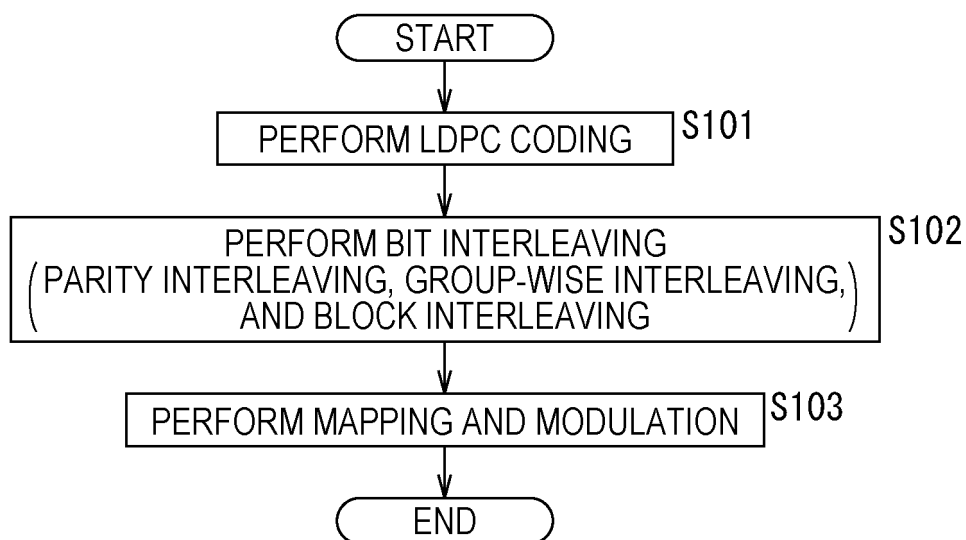 START
PERFORM LDPC CODING
S101
PERFORM BIT INTERLEAVING
(PARITY INTERLEAVING, GROUP-WISE INTERLEAVING,
AND BLOCK INTERLEAVING)
S102
PERFORM MAPPING AND MODULATION
S103
END